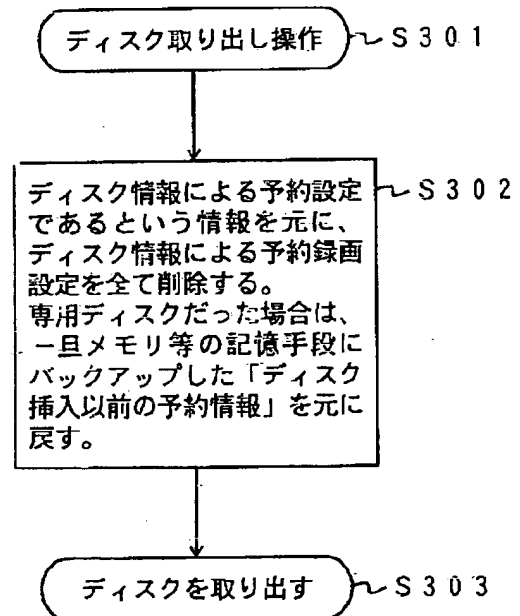 ディスク取り出し操作
S301
ディスク情報による予約設定
であるという情報を元に、
ディスク情報による予約録画
設定を全て削除する。
専用ディスクだった場合は、
一旦メモリ等の記憶手段に
バックアップした「ディスク
挿入以前の予約情報」を元に
戻す。
S302
ディスクを取り出す
S303